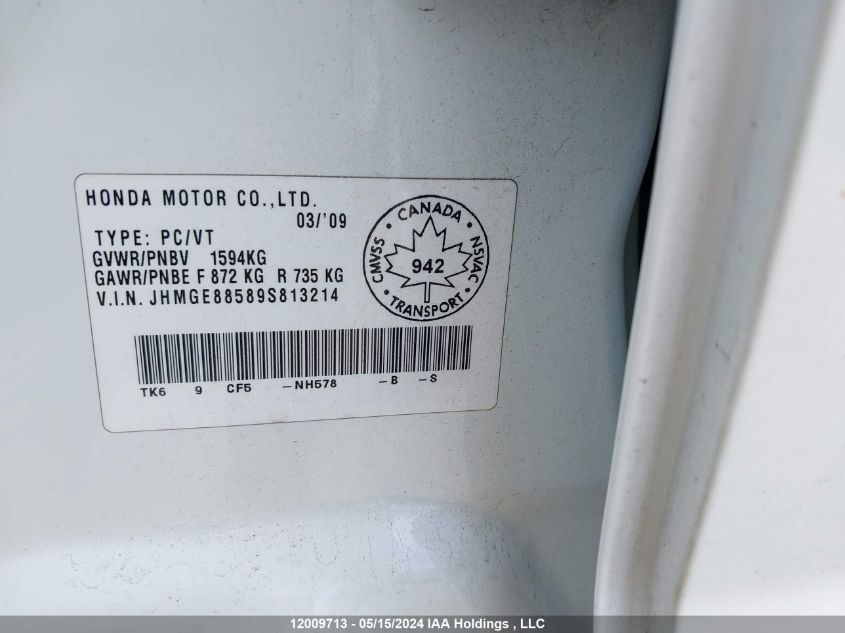 HONDA MOTOR CO.,LTD.
03/'09
TYPE: PC/VT
GVWR/PNBV 1594KG
GAWR/PNBE F 872 KG R 735 KG
V.I.N. JHMGE88589S813214
CANADA
CMVSS
942
NSVAC
TRANSPORT
TK6 9 CF5 -NH578 -B -S
12009713 - 05/15/2024 IAA Holdings , LLC